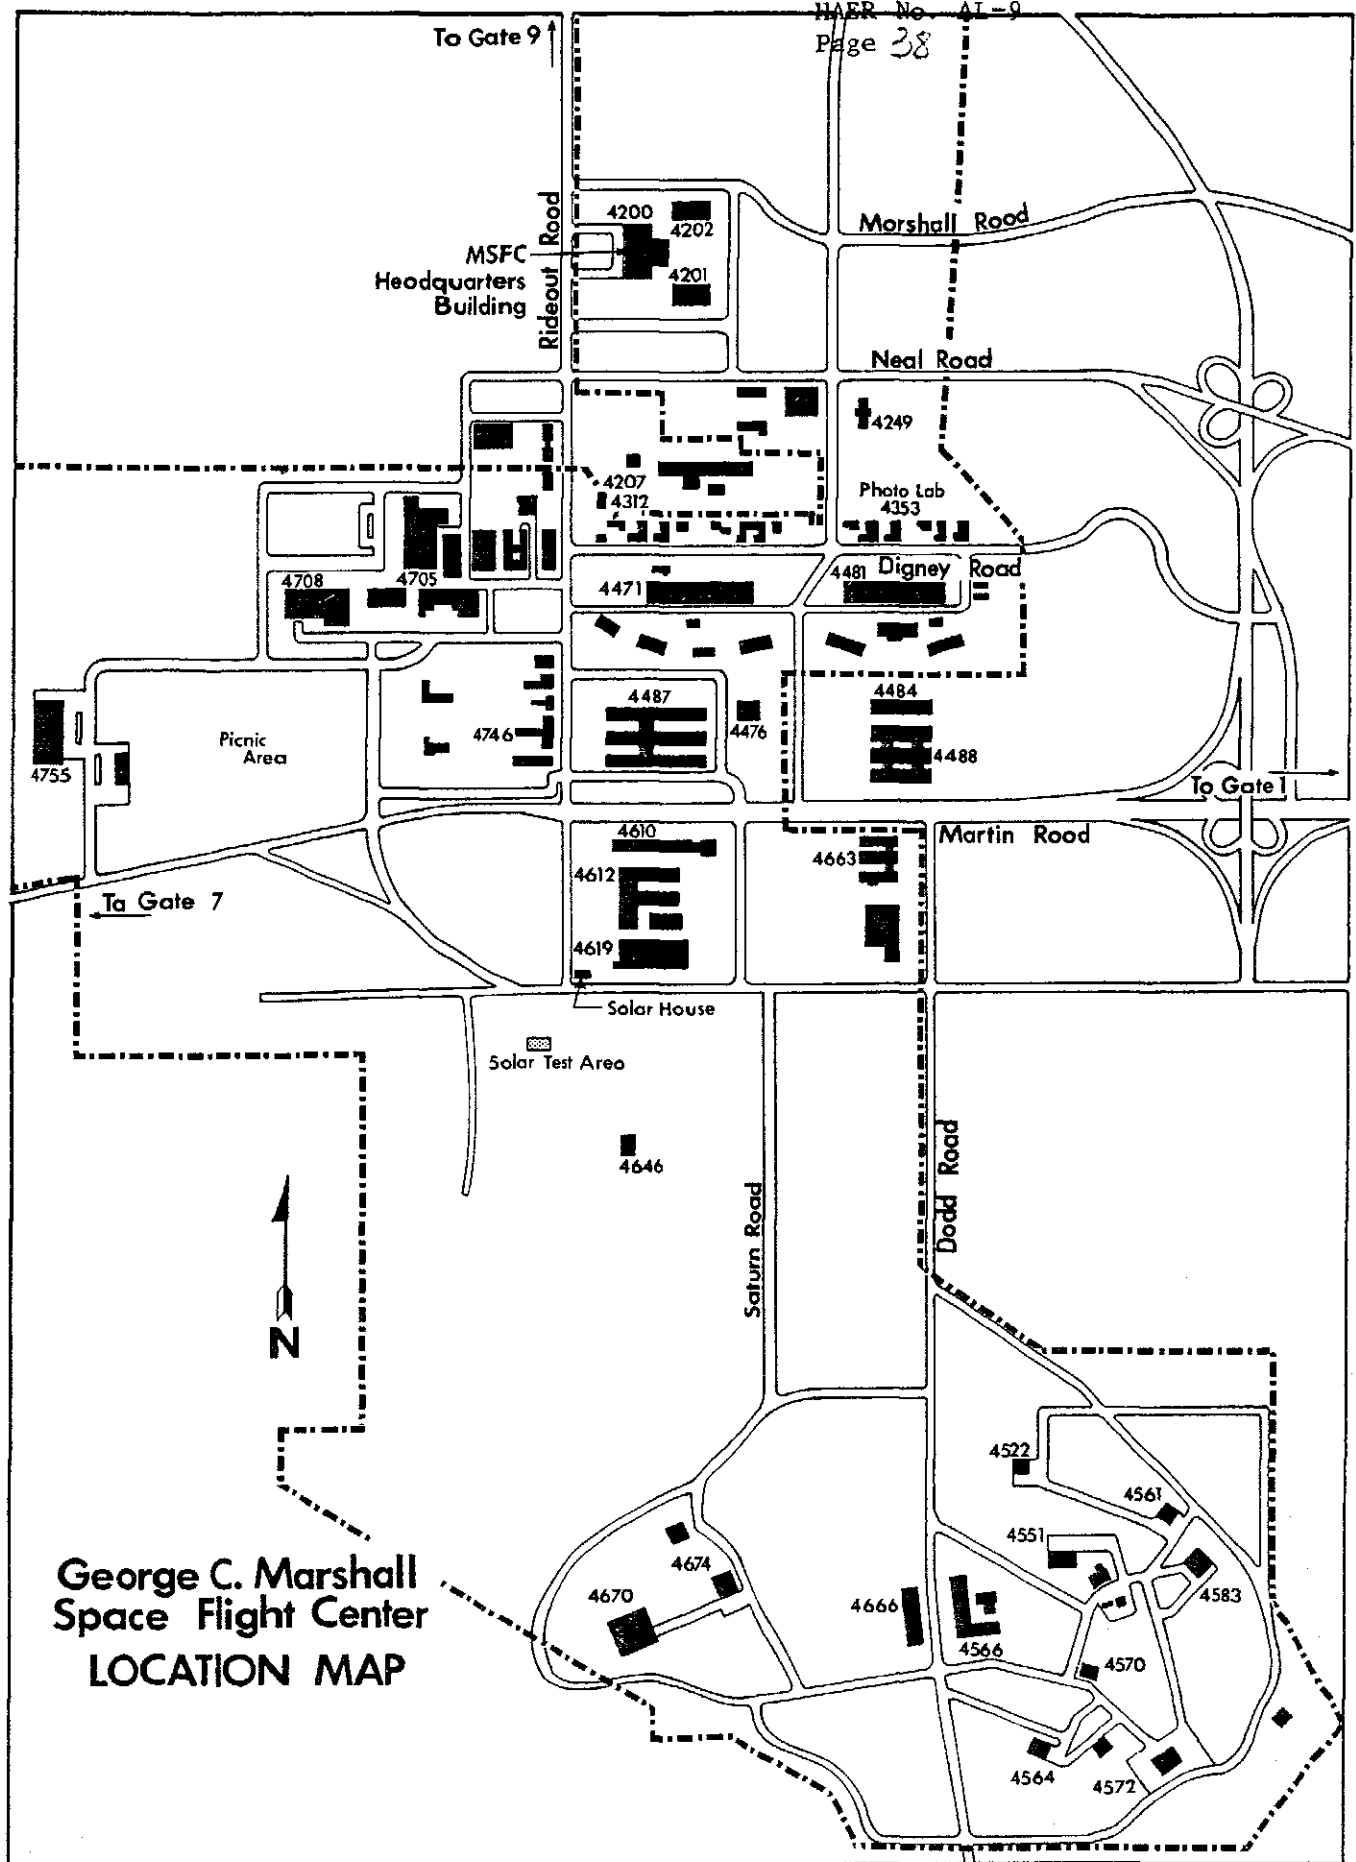 HAER No. AL-9
Page 38
To Gate 9
Rideout Road
4200
4202
MSFC
Headquarters
Building
4201
Marshall Road
Neal Road
4249
4207
4312
Photo Lab
4353
4708
4705
4471
4481
Digney Road
4487
4476
4484
4488
4746
Picnic
Area
4755
To Gate 1
Martin Road
4610
4663
4612
To Gate 7
4619
Solar House
Solar Test Area
4646
Saturn Road
Dodd Road
N
4522
4561
4551
4674
4583
4670
4666
4566
4570
4564
4572
George C. Marshall
Space Flight Center
LOCATION MAP